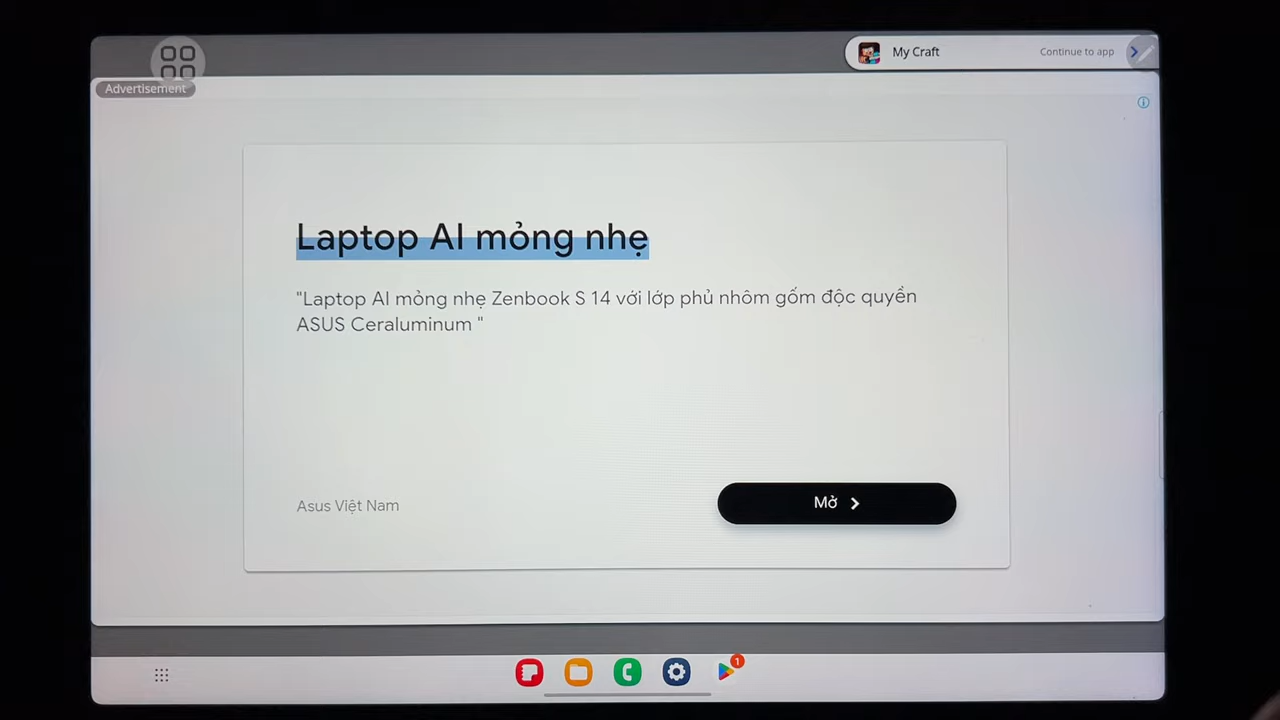 My Craft
Continue to app
Advertisement
Laptop AI mỏng nhẹ
"Laptop AI mỏng nhẹ Zenbook S 14 với lớp phủ nhôm gốm độc quyền
ASUS Ceraluminum "
Asus Việt Nam
Mở
1